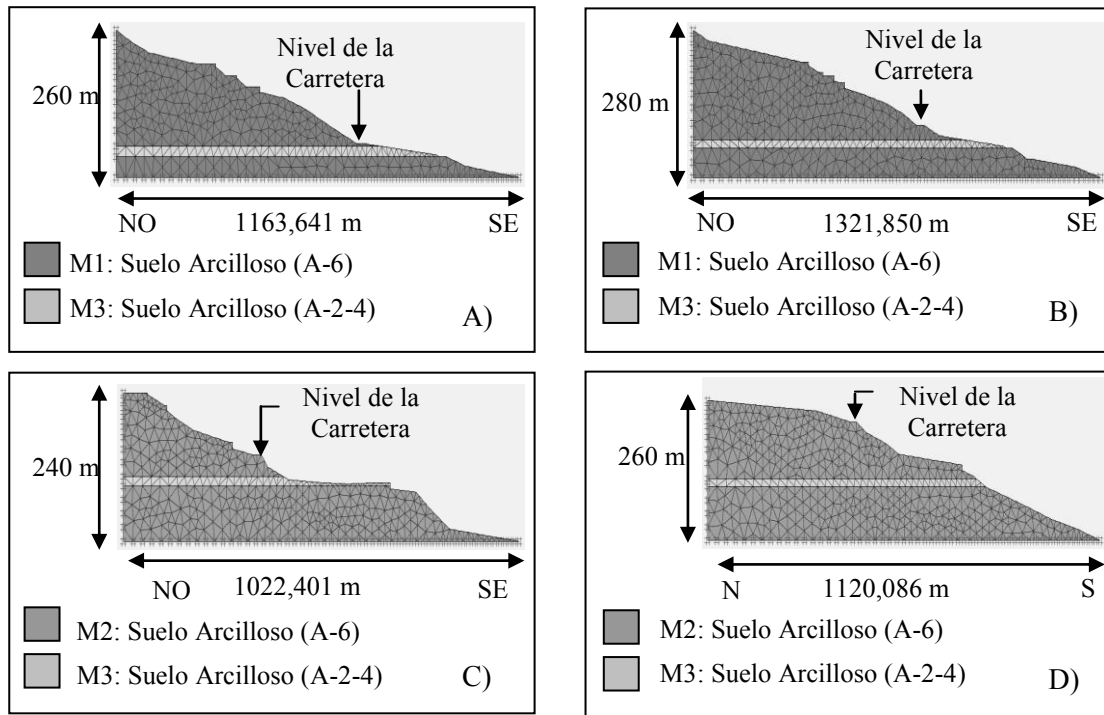 Nivel de la
Carretera
260 m
NO
1163,641 m
SE
M1: Suelo Arcilloso (A-6)
M3: Suelo Arcilloso (A-2-4)
A)
Nivel de la
Carretera
280 m
NO
1321,850 m
SE
M1: Suelo Arcilloso (A-6)
M3: Suelo Arcilloso (A-2-4)
B)
Nivel de la
Carretera
240 m
NO
1022,401 m
SE
M2: Suelo Arcilloso (A-6)
M3: Suelo Arcilloso (A-2-4)
C)
Nivel de la
Carretera
260 m
N
1120,086 m
S
M2: Suelo Arcilloso (A-6)
M3: Suelo Arcilloso (A-2-4)
D)